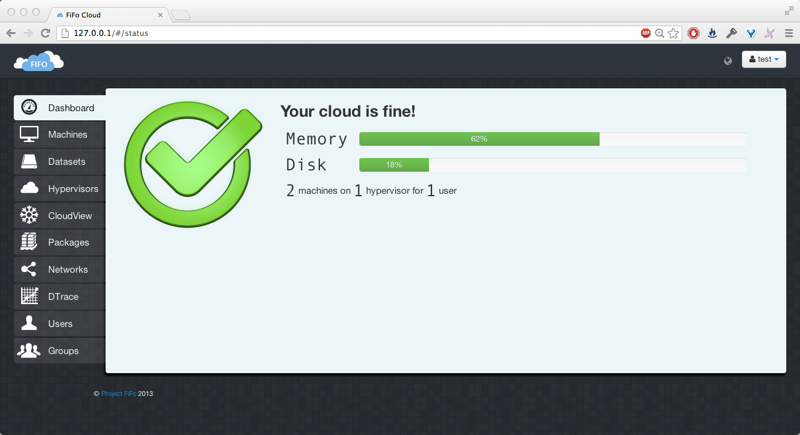 FiFo Cloud
127.0.0.1/#/status
ABP
FIFO
test
Dashboard
Your cloud is fine!
Memory 62%
Machines
Disk 18%
Datasets
2 machines on 1 hypervisor for 1 user
Hypervisors
CloudView
Packages
Networks
DTrace
Users
Groups
© Project FiFo 2013